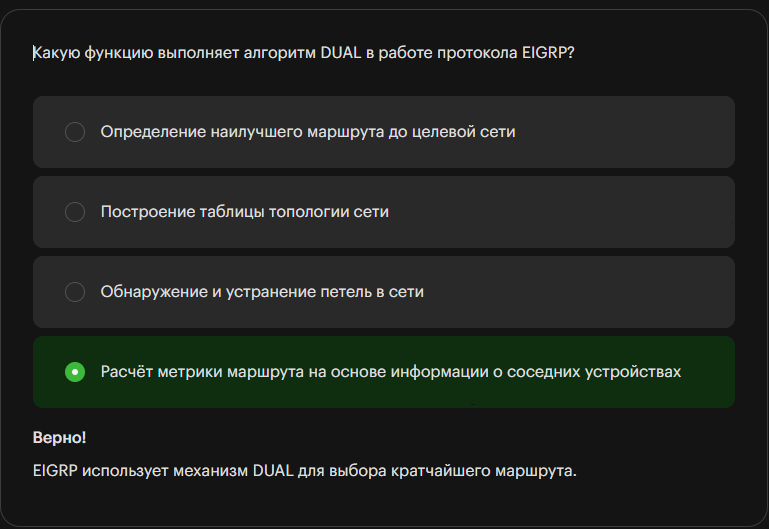 Какую функцию выполняет алгоритм DUAL в работе протокола EIGRP?
Определение наилучшего маршрута до целевой сети
Построение таблицы топологии сети
Обнаружение и устранение петель в сети
Расчёт метрики маршрута на основе информации о соседних устройствах
Верно!
EIGRP использует механизм DUAL для выбора кратчайшего маршрута.